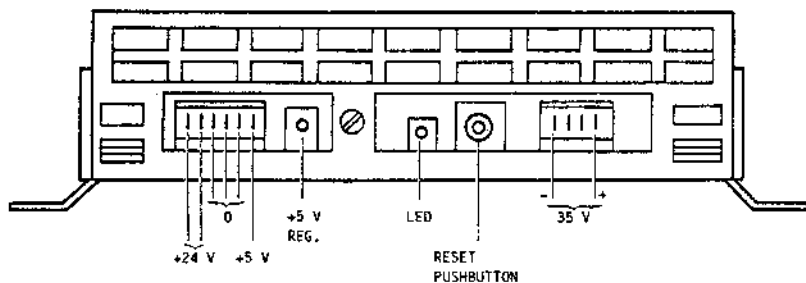 - +
0 +5 V LED 35 V
REG.
+24 V +5 V RESET
PUSHBUTTON